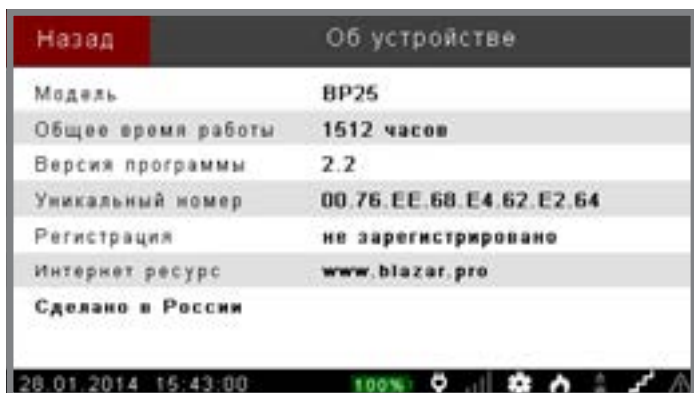 Назад Об устройстве
Модель BP25
Общее время работы 1512 часов
Версия программы 2.2
Уникальный номер 00.76.EE.68.E4.62.E2.64
Регистрация не зарегистрировано
Интернет ресурс www.blazar.pro
Сделано в России
28.01.2014 15:43:00 100%